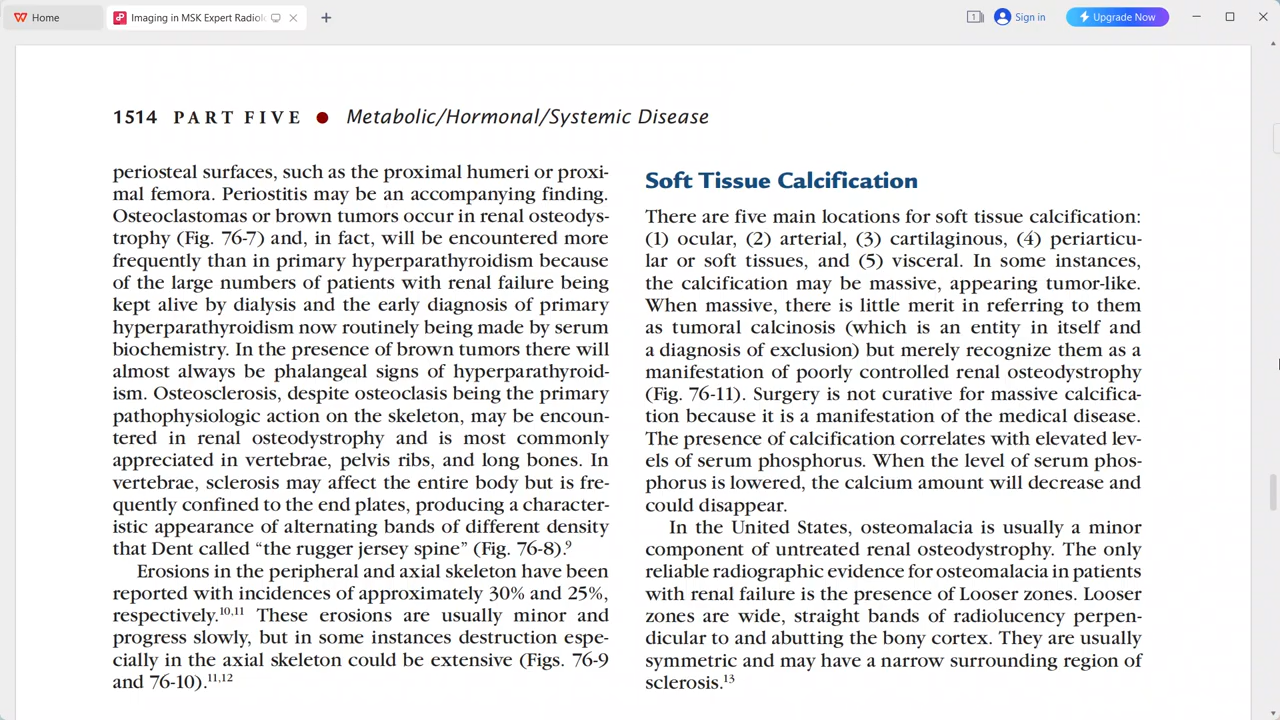 Home
Imaging in MSK Expert Radiolo
Sign in
Upgrade Now
1514 PART FIVE ● Metabolic/Hormonal/Systemic Disease
periosteal surfaces, such as the proximal humeri or proxi-
mal femora. Periostitis may be an accompanying finding.
Osteoclastomas or brown tumors occur in renal osteodys-
trophy (Fig. 76-7) and, in fact, will be encountered more
frequently than in primary hyperparathyroidism because
of the large numbers of patients with renal failure being
kept alive by dialysis and the early diagnosis of primary
hyperparathyroidism now routinely being made by serum
biochemistry. In the presence of brown tumors there will
almost always be phalangeal signs of hyperparathyroid-
ism. Osteosclerosis, despite osteoclasis being the primary
pathophysiologic action on the skeleton, may be encoun-
tered in renal osteodystrophy and is most commonly
appreciated in vertebrae, pelvis ribs, and long bones. In
vertebrae, sclerosis may affect the entire body but is fre-
quently confined to the end plates, producing a character-
istic appearance of alternating bands of different density
that Dent called “the rugger jersey spine” (Fig. 76-8).9
Erosions in the peripheral and axial skeleton have been
reported with incidences of approximately 30% and 25%,
respectively.10,11 These erosions are usually minor and
progress slowly, but in some instances destruction espe-
cially in the axial skeleton could be extensive (Figs. 76-9
and 76-10).11,12
Soft Tissue Calcification
There are five main locations for soft tissue calcification:
(1) ocular, (2) arterial, (3) cartilaginous, (4) periarticu-
lar or soft tissues, and (5) visceral. In some instances,
the calcification may be massive, appearing tumor-like.
When massive, there is little merit in referring to them
as tumoral calcinosis (which is an entity in itself and
a diagnosis of exclusion) but merely recognize them as a
manifestation of poorly controlled renal osteodystrophy
(Fig. 76-11). Surgery is not curative for massive calcifica-
tion because it is a manifestation of the medical disease.
The presence of calcification correlates with elevated lev-
els of serum phosphorus. When the level of serum phos-
phorus is lowered, the calcium amount will decrease and
could disappear.
In the United States, osteomalacia is usually a minor
component of untreated renal osteodystrophy. The only
reliable radiographic evidence for osteomalacia in patients
with renal failure is the presence of Looser zones. Looser
zones are wide, straight bands of radiolucency perpen-
dicular to and abutting the bony cortex. They are usually
symmetric and may have a narrow surrounding region of
sclerosis.13